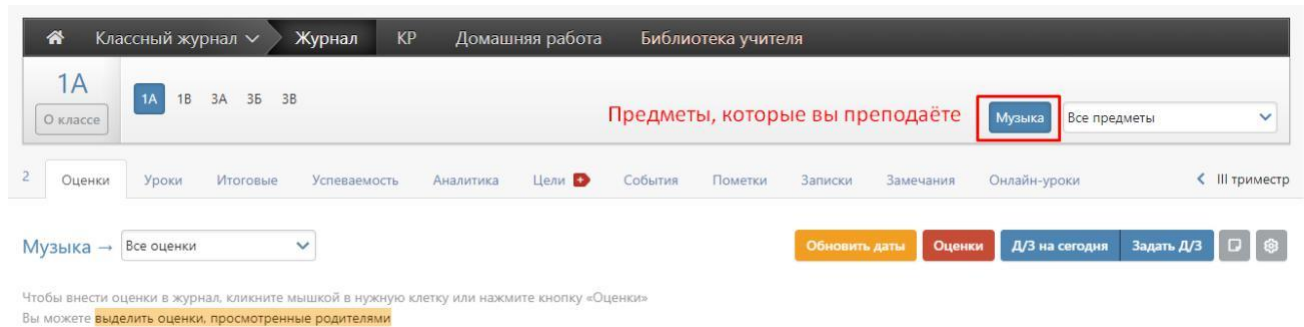 Классный журнал Журнал КР Домашняя работа Библиотека учителя
1А
О классе
1А 1В 3А 3Б 3В
Предметы, которые вы преподаёте Музыка Все предметы
2 Оценки Уроки Итоговые Успеваемость Аналитика Цели События Пометки Записки Замечания Онлайн-уроки III триместр
Музыка → Все оценки Обновить даты Оценки Д/З на сегодня Задать Д/З
Чтобы внести оценки в журнал, кликните мышкой в нужную клетку или нажмите кнопку «Оценки»
Вы можете выделить оценки, просмотренные родителями